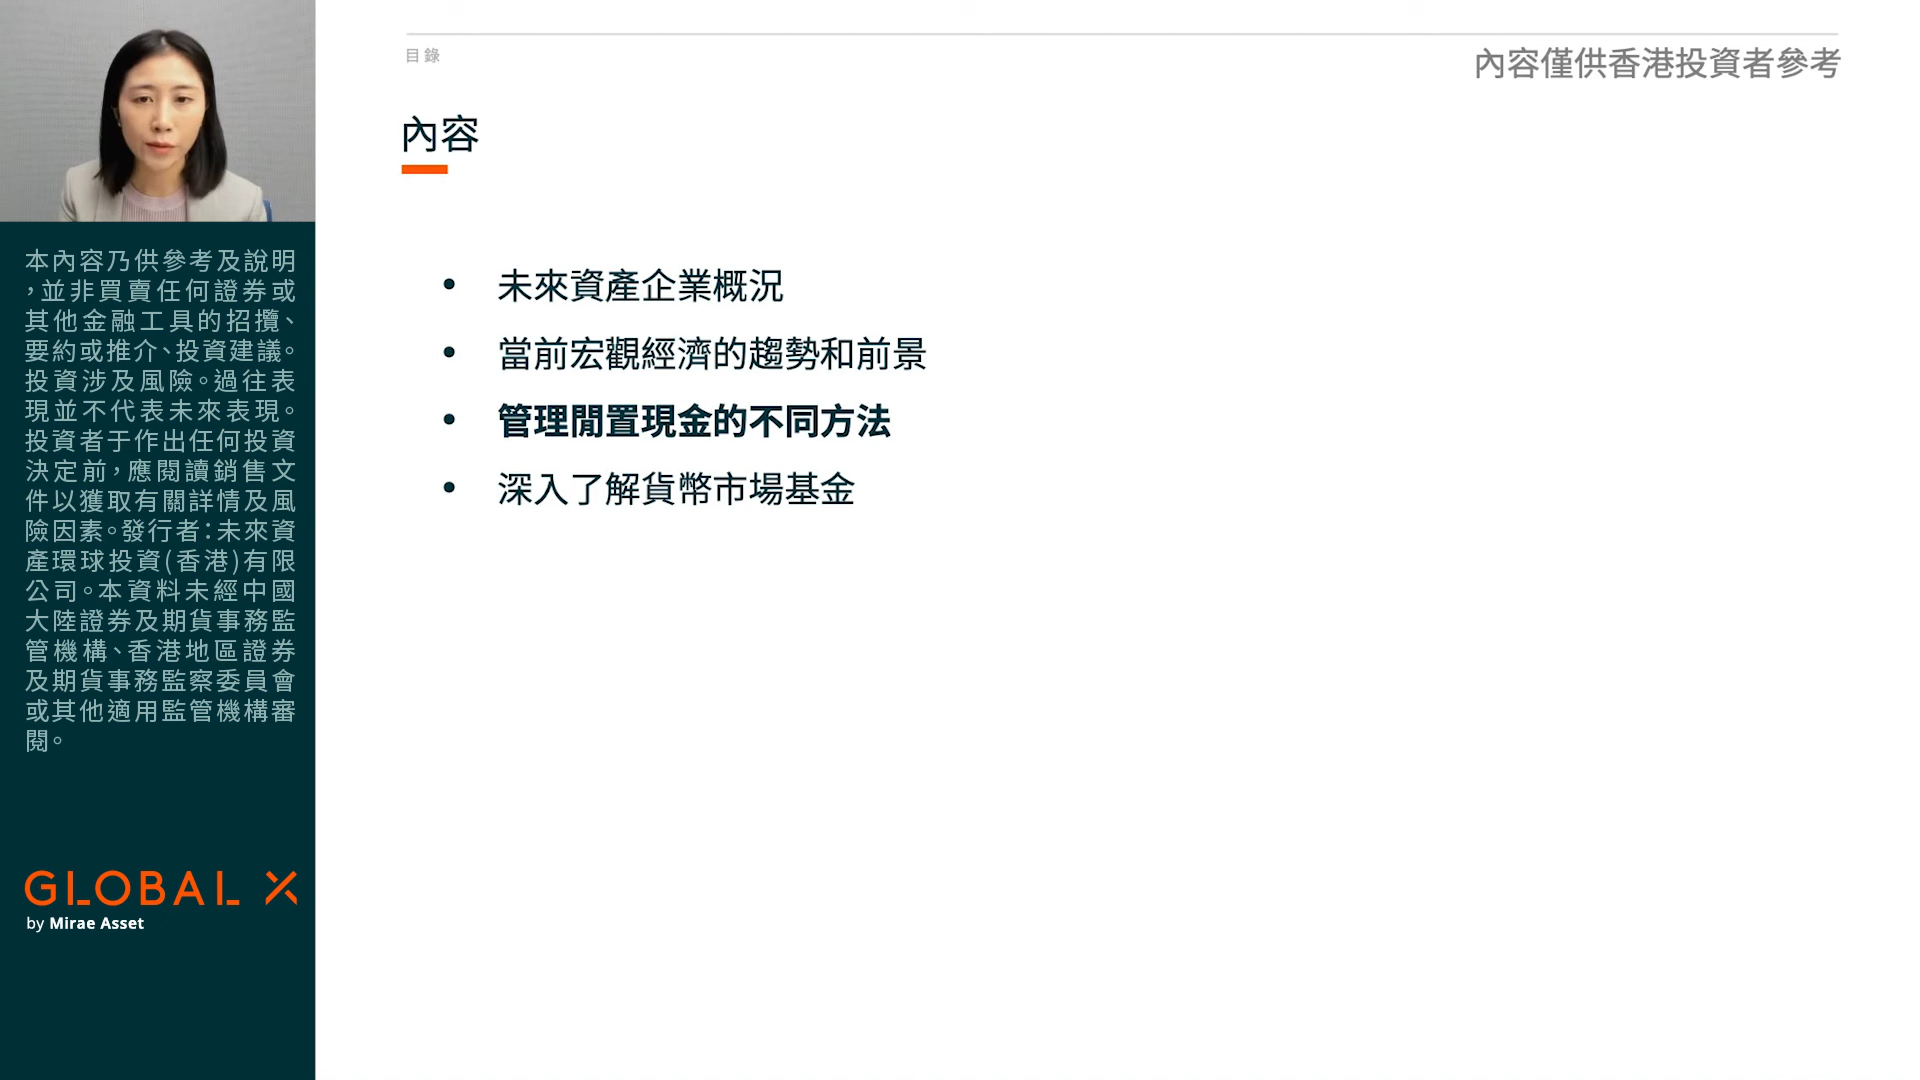 目錄
內容僅供香港投資者參考
內容
• 未來資產企業概況
• 當前宏觀經濟的趨勢和前景
• 管理閒置現金的不同方法
• 深入了解貨幣市場基金
本內容乃供參考及說明
，並非買賣任何證券或
其他金融工具的招攬、
要約或推介、投資建議。
投資涉及風險。過往表
現並不代表未來表現。
投資者于作出任何投資
決定前，應閱讀銷售文
件以獲取有關詳情及風
險因素。發行者：未來資
產環球投資(香港)有限
公司。本資料未經中國
大陸證券及期貨事務監
管機構、香港地區證券
及期貨事務監察委員會
或其他適用監管機構審
閱。
GLOBAL X
by Mirae Asset